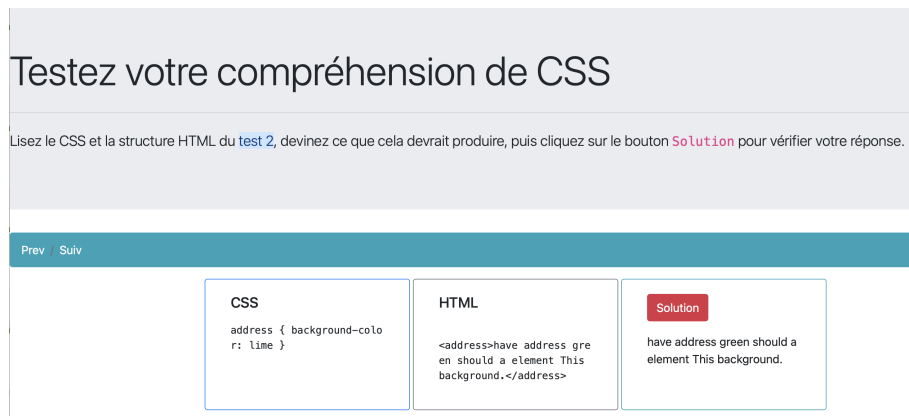 Testez votre compréhension de CSS
Lisez le CSS et la structure HTML du test 2, devinez ce que cela devrait produire, puis cliquez sur le bouton Solution pour vérifier votre réponse.
Prev / Suiv
CSS
address { background-colo
r: lime }
HTML
<address>have address gre
en should a element This
background.</address>
Solution
have address green should a
element This background.